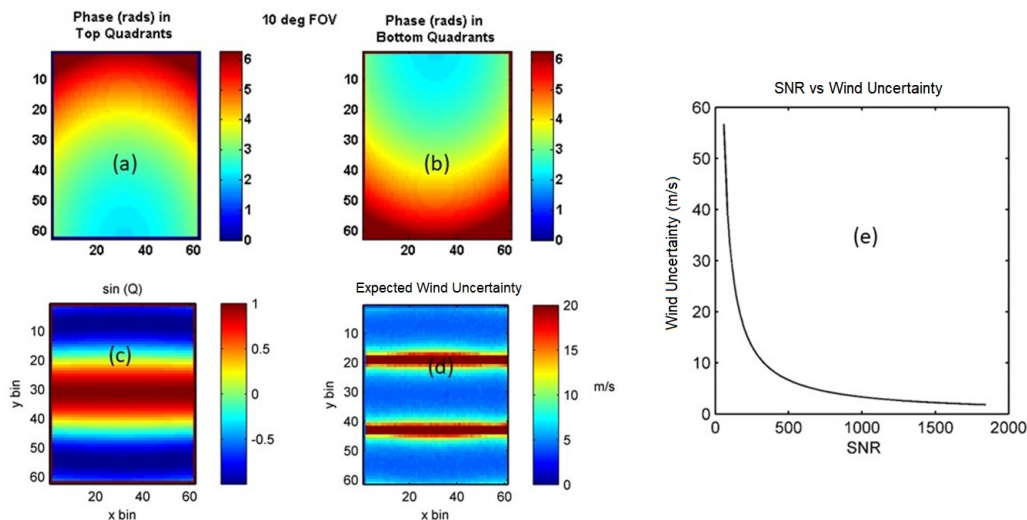 Phase (rads) in
Top Quadrants
10 deg FOV
Phase (rads) in
Bottom Quadrants
10
20
30
40
50
60
(a)
20 40 60
6
5
4
3
2
1
0
10
20
30
40
50
60
(b)
20 40 60
6
5
4
3
2
1
0
sin (Q)
y bin
10
20
30
40
50
60
(c)
20 40 60
x bin
1
0.5
0
-0.5
Expected Wind Uncertainty
y bin
10
20
30
40
50
60
(d)
20 40 60
x bin
20
15
10
5
0
m/s
SNR vs Wind Uncertainty
Wind Uncertainty (m/s)
60
50
40
30
20
10
0
(e)
0 500 1000 1500 2000
SNR